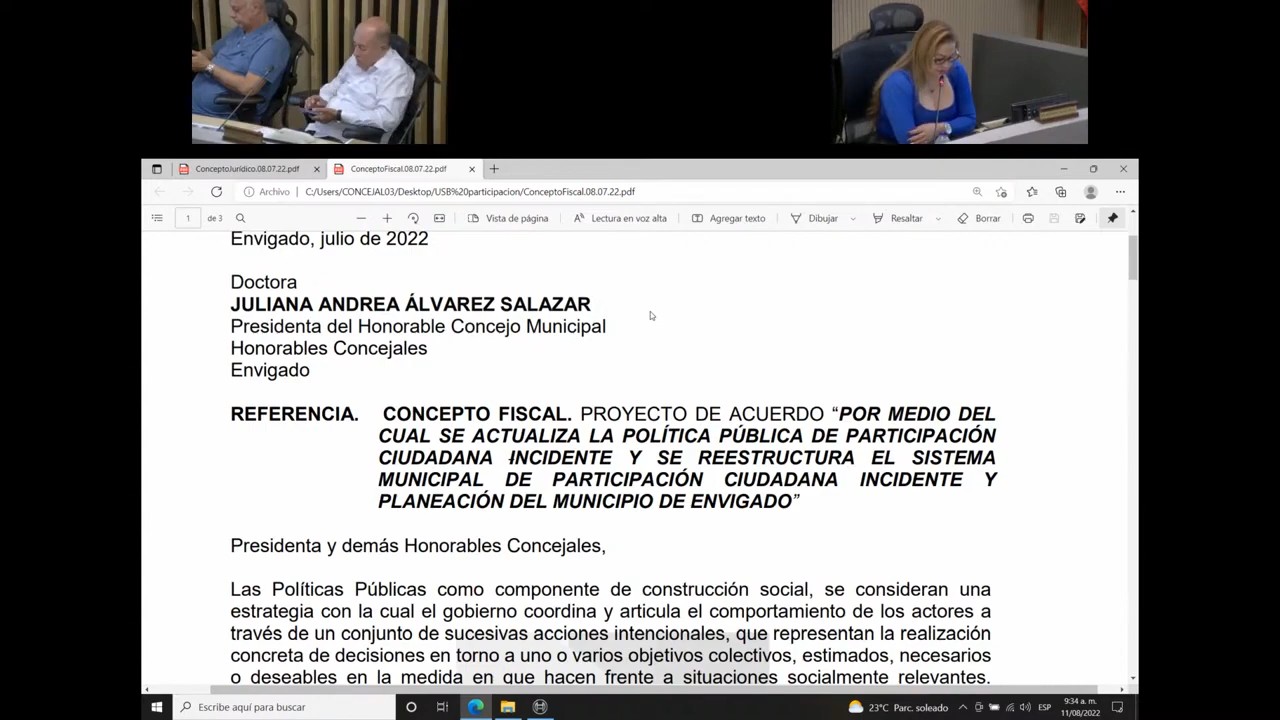 ConceptoJurídico.08.07.22.pdf
ConceptoFiscal.08.07.22.pdf
Archivo
C:/Users/CONCEJAL03/Desktop/USB%20participacion/ConceptoFiscal.08.07.22.pdf
1 de 3
Vista de página
Lectura en voz alta
Agregar texto
Dibujar
Resaltar
Borrar
Envigado, julio de 2022
Doctora
JULIANA ANDREA ÁLVAREZ SALAZAR
Presidenta del Honorable Concejo Municipal
Honorables Concejales
Envigado
REFERENCIA. CONCEPTO FISCAL. PROYECTO DE ACUERDO “POR MEDIO DEL
CUAL SE ACTUALIZA LA POLÍTICA PÚBLICA DE PARTICIPACIÓN
CIUDADANA INCIDENTE Y SE REESTRUCTURA EL SISTEMA
MUNICIPAL DE PARTICIPACIÓN CIUDADANA INCIDENTE Y
PLANEACIÓN DEL MUNICIPIO DE ENVIGADO”
Presidenta y demás Honorables Concejales,
Las Políticas Públicas como componente de construcción social, se consideran una
estrategia con la cual el gobierno coordina y articula el comportamiento de los actores a
través de un conjunto de sucesivas acciones intencionales, que representan la realización
concreta de decisiones en torno a uno o varios objetivos colectivos, estimados, necesarios
o deseables en la medida en que hacen frente a situaciones socialmente relevantes.
Escribe aquí para buscar
23°C Parc. soleado
ESP
9:34 a. m.
11/08/2022